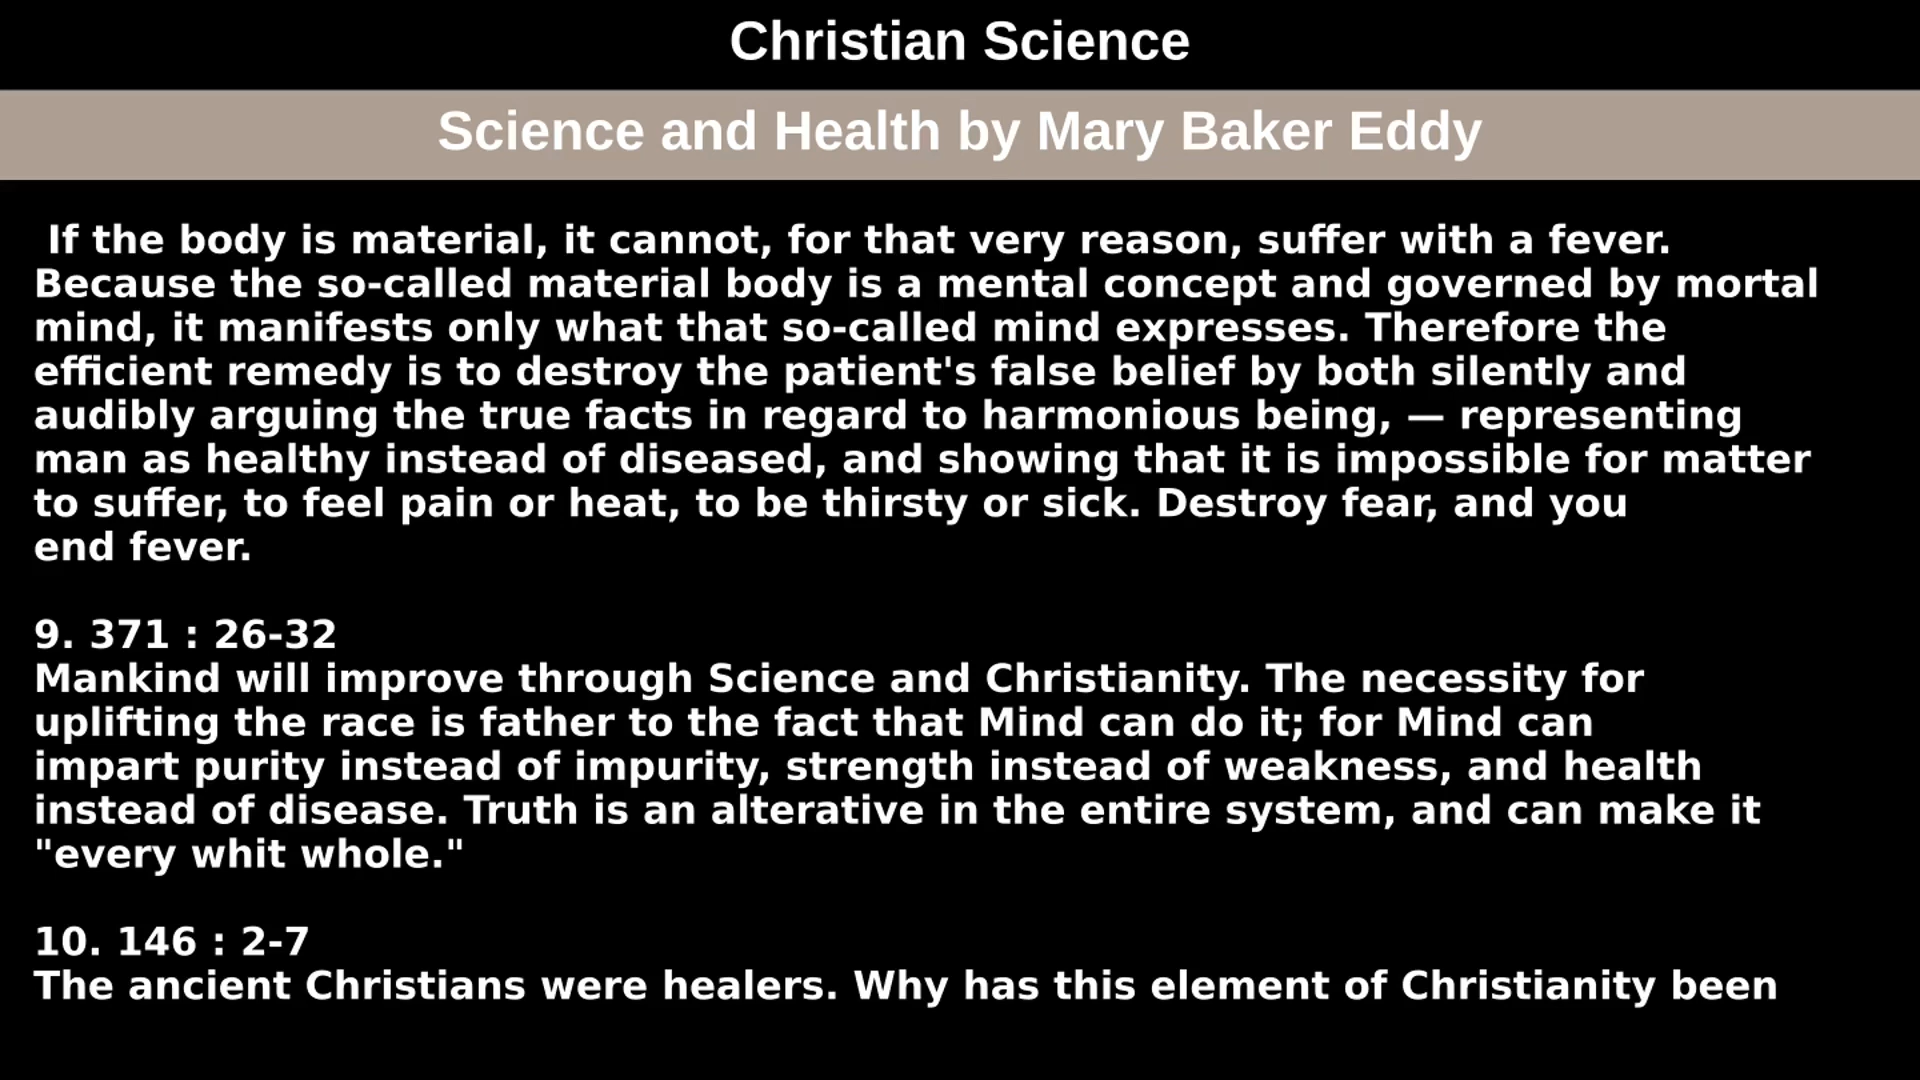 Christian Science
Science and Health by Mary Baker Eddy
If the body is material, it cannot, for that very reason, suffer with a fever.
Because the so-called material body is a mental concept and governed by mortal
mind, it manifests only what that so-called mind expresses. Therefore the
efficient remedy is to destroy the patient's false belief by both silently and
audibly arguing the true facts in regard to harmonious being, — representing
man as healthy instead of diseased, and showing that it is impossible for matter
to suffer, to feel pain or heat, to be thirsty or sick. Destroy fear, and you
end fever.
9. 371 : 26-32
Mankind will improve through Science and Christianity. The necessity for
uplifting the race is father to the fact that Mind can do it; for Mind can
impart purity instead of impurity, strength instead of weakness, and health
instead of disease. Truth is an alterative in the entire system, and can make it
"every whit whole."
10. 146 : 2-7
The ancient Christians were healers. Why has this element of Christianity been